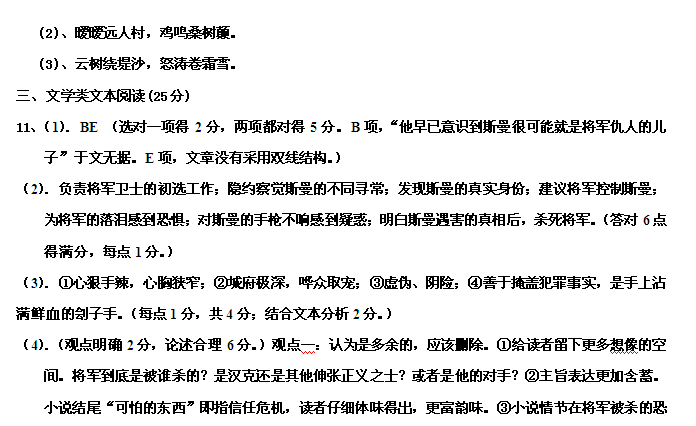 (2)、暧暧远人村，鸡鸣桑树颠。
(3)、云树绕堤沙，怒涛卷霜雪。
三、文学类文本阅读(25分)
11、(1). BE （选对一项得 2 分，两项都对得 5 分。B 项，“他早已意识到斯曼很可能就是将军仇人的儿
子”于文无据。E 项，文章没有采用双线结构。）
（2）. 负责将军卫士的初选工作；隐约察觉斯曼的不同寻常；发现斯曼的真实身份；建议将军控制斯曼；
为将军的落泪感到恐惧；对斯曼的手枪不响感到疑惑；明白斯曼遇害的真相后，杀死将军。（答对 6 点
得满分，每点 1 分。）
（3）. ①心狠手辣，心胸狭窄；②城府极深，哗众取宠；③虚伪、阴险；④善于掩盖犯罪事实，是手上沾
满鲜血的刽子手。（每点 1 分，共 4 分；结合文本分析 2 分。）
（4）.（观点明确 2 分，论述合理 6 分。）观点一：认为是多余的，应该删除。①给读者留下更多想像的空
间。将军到底是被谁杀的？是汉克还是其他伸张正义之士？或者是他的对手？②主旨表达更加含蓄。
小说结尾“可怕的东西”即指信任危机，读者仔细体味得出，更富韵味。③小说情节在将军被杀的恐